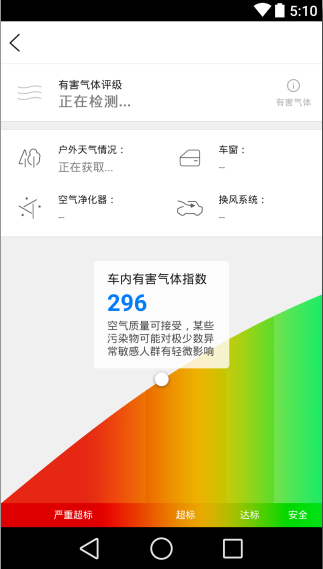 5:10
有害气体评级
正在检测...
有害气体
户外天气情况：
正在获取...
车窗：
--
空气净化器：
--
换风系统：
--
车内有害气体指数
296
空气质量可接受，某些
污染物可能对极少数异
常敏感人群有轻微影响
严重超标
超标
达标
安全